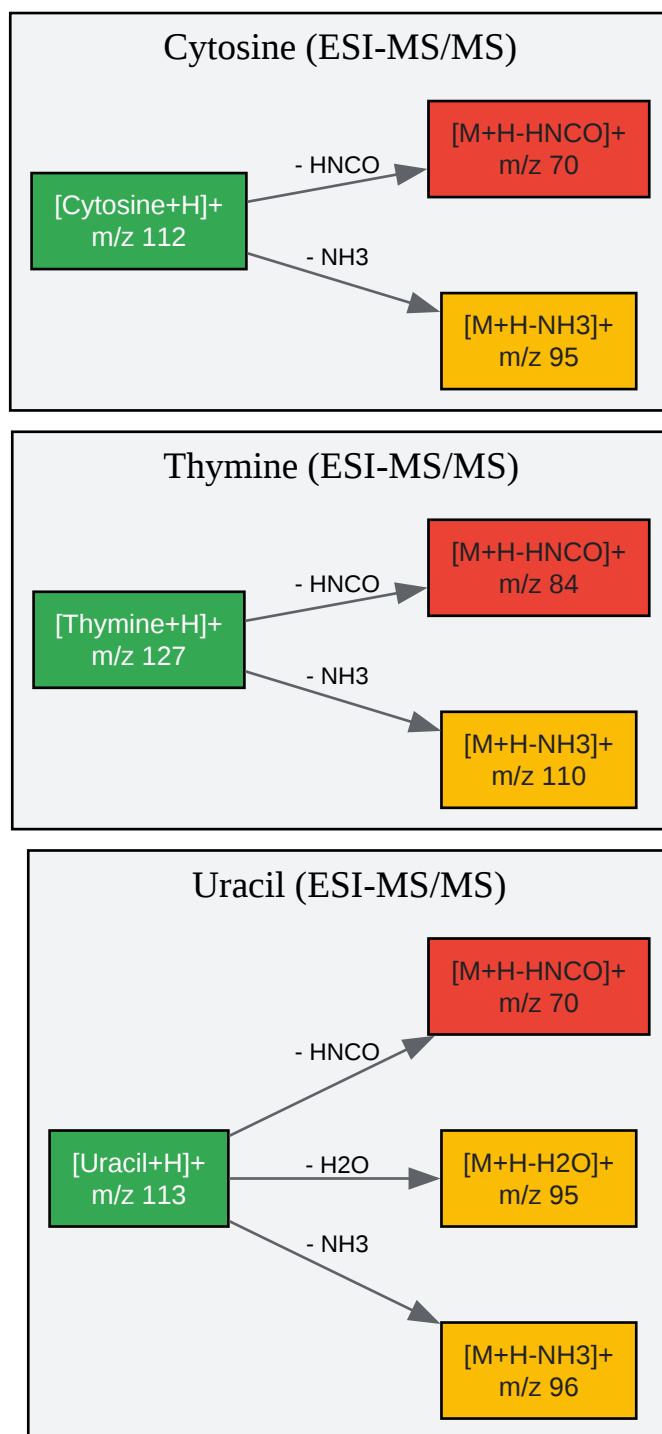 Cytosine (ESI-MS/MS)
[Cytosine+H]+
m/z 112
- HNCO
[M+H-HNCO]+
m/z 70
- NH3
[M+H-NH3]+
m/z 95
Thymine (ESI-MS/MS)
[Thymine+H]+
m/z 127
- HNCO
[M+H-HNCO]+
m/z 84
- NH3
[M+H-NH3]+
m/z 110
Uracil (ESI-MS/MS)
[Uracil+H]+
m/z 113
- HNCO
[M+H-HNCO]+
m/z 70
- H2O
[M+H-H2O]+
m/z 95
- NH3
[M+H-NH3]+
m/z 96